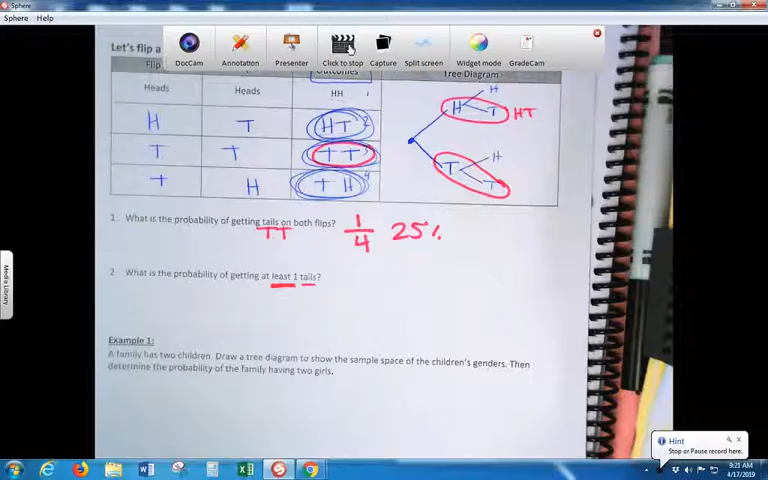 Sphere
Sphere Help
DocCam Annotation Presenter Click to stop Capture Split screen Widget mode GradeCam
Let's flip a
Flip Outcomes Tree Diagram
Heads Heads HH 1
H T HT 2
T T TT 3
T H TH 4
H
H T HT
T H
T
1. What is the probability of getting tails on both flips? 1/4 25%
TT
2 What is the probability of getting at least 1 tails?
Example 1:
A family has two children. Draw a tree diagram to show the sample space of the children's genders. Then
determine the probability of the family having two girls.
Media Library
Hint
Stop or Pause record here.
9:21 AM
4/17/2019